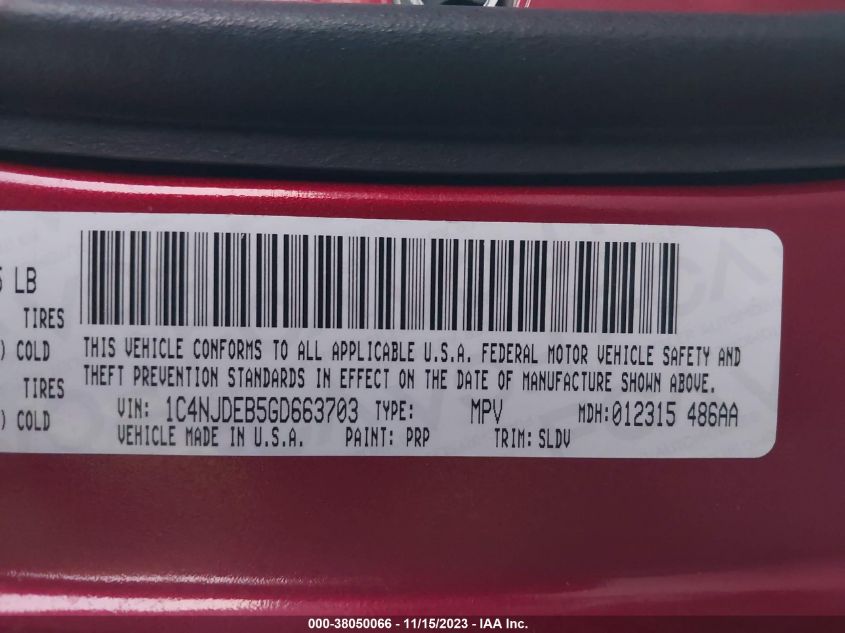 5 LB
TIRES
) COLD
TIRES
) COLD
THIS VEHICLE CONFORMS TO ALL APPLICABLE U.S.A. FEDERAL MOTOR VEHICLE SAFETY AND
THEFT PREVENTION STANDARDS IN EFFECT ON THE DATE OF MANUFACTURE SHOWN ABOVE.
VIN: 1C4NJDEB5GD663703 TYPE: MPV MDH:012315 486AA
VEHICLE MADE IN U.S.A. PAINT: PRP TRIM: SLDV
000-38050066 - 11/15/2023 - IAA Inc.